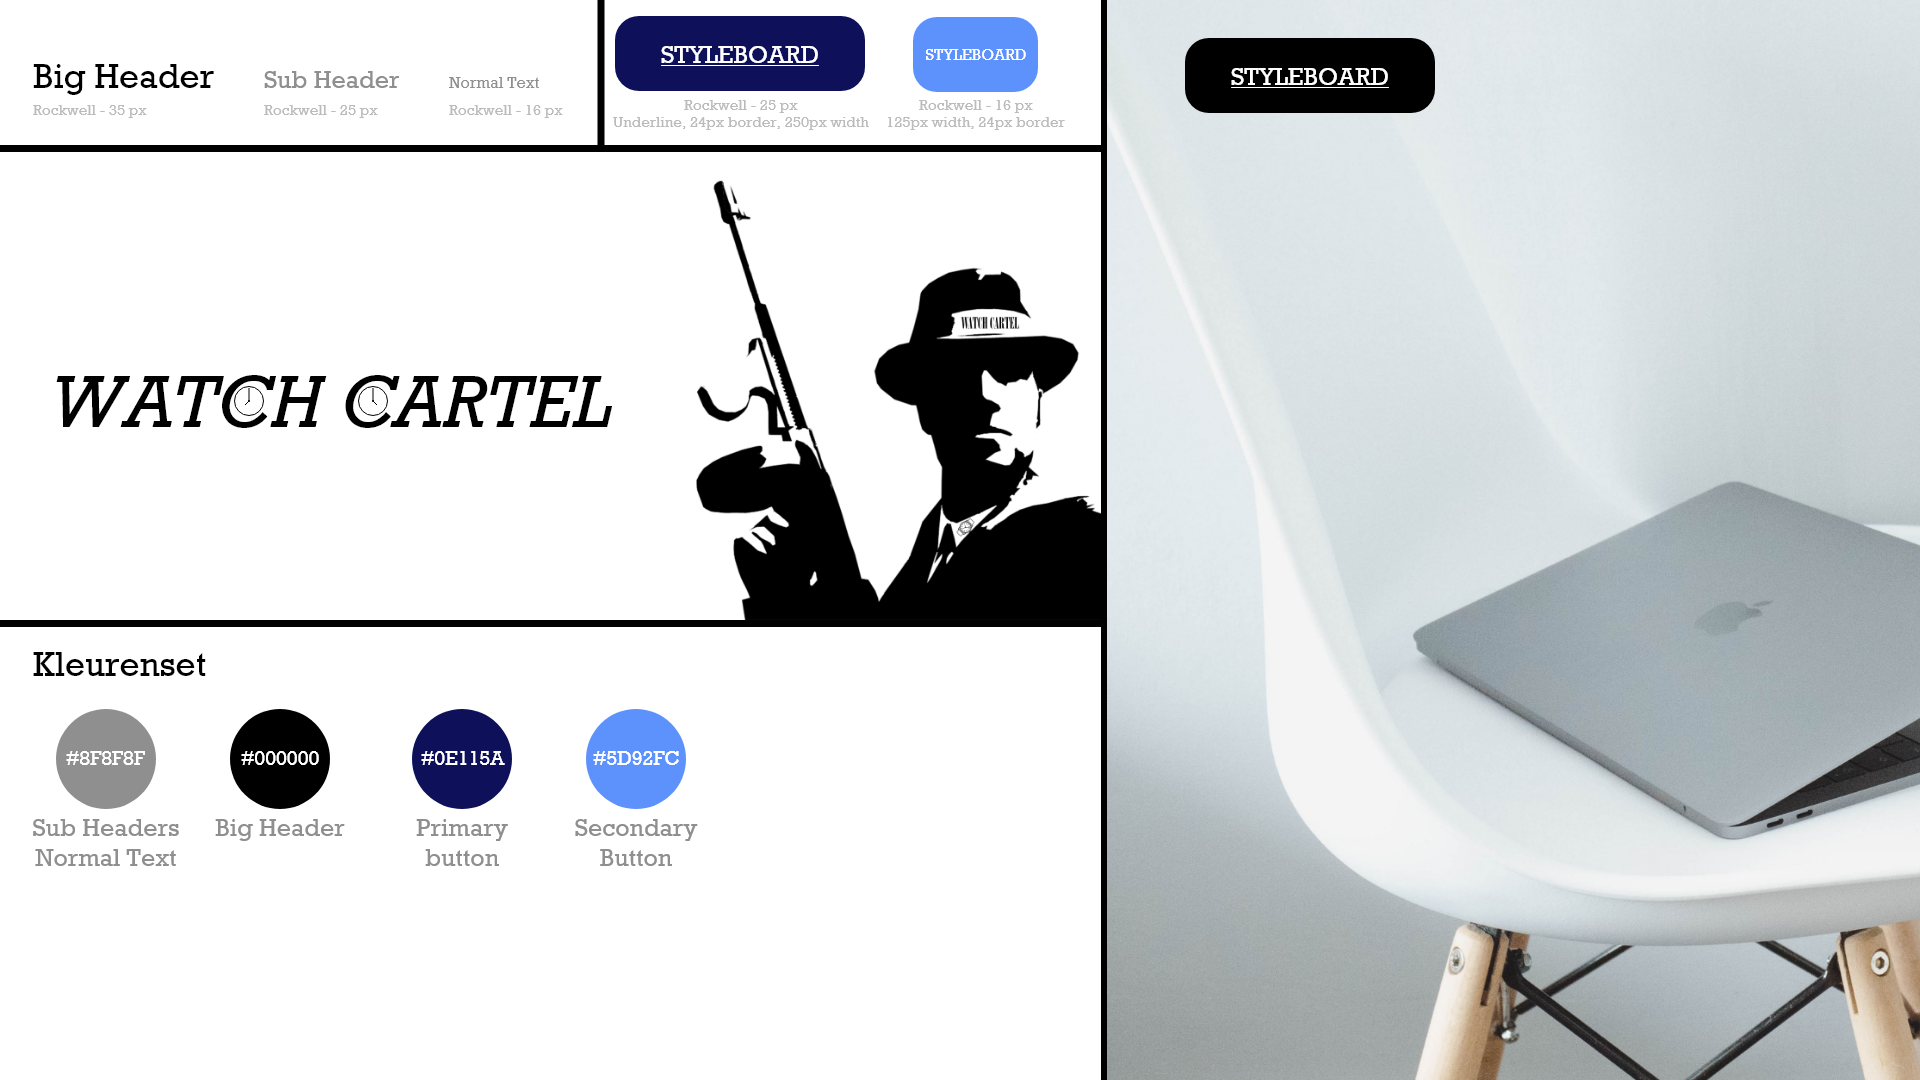 Big Header
Rockwell - 35 px
Sub Header
Rockwell - 25 px
Normal Text
Rockwell - 16 px
STYLEBOARD
Rockwell - 25 px
Underline, 24px border, 250px width
STYLEBOARD
Rockwell - 16 px
125px width, 24px border
STYLEBOARD
WATCH CARTEL
WATCH CARTEL
Kleurenset
#8F8F8F
Sub Headers
Normal Text
#000000
Big Header
#0E115A
Primary
button
#5D92FC
Secondary
Button